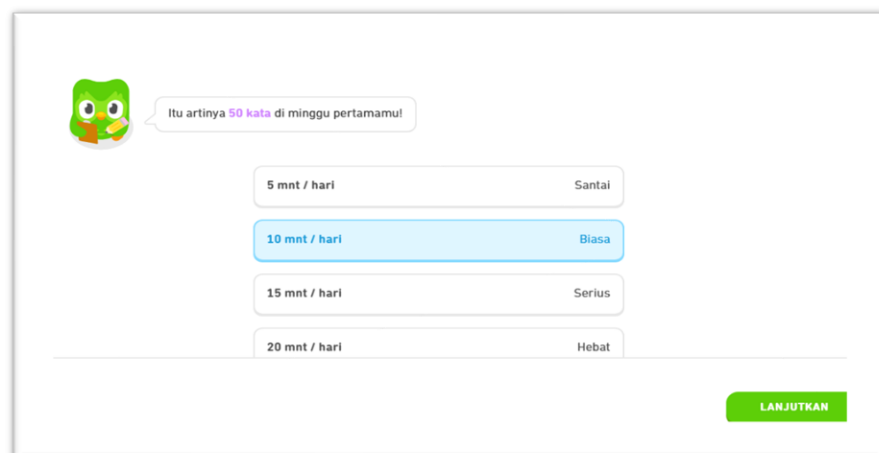 Itu artinya 50 kata di minggu pertamamu!
5 mnt / hari Santai
10 mnt / hari Biasa
15 mnt / hari Serius
20 mnt / hari Hebat
LANJUTKAN